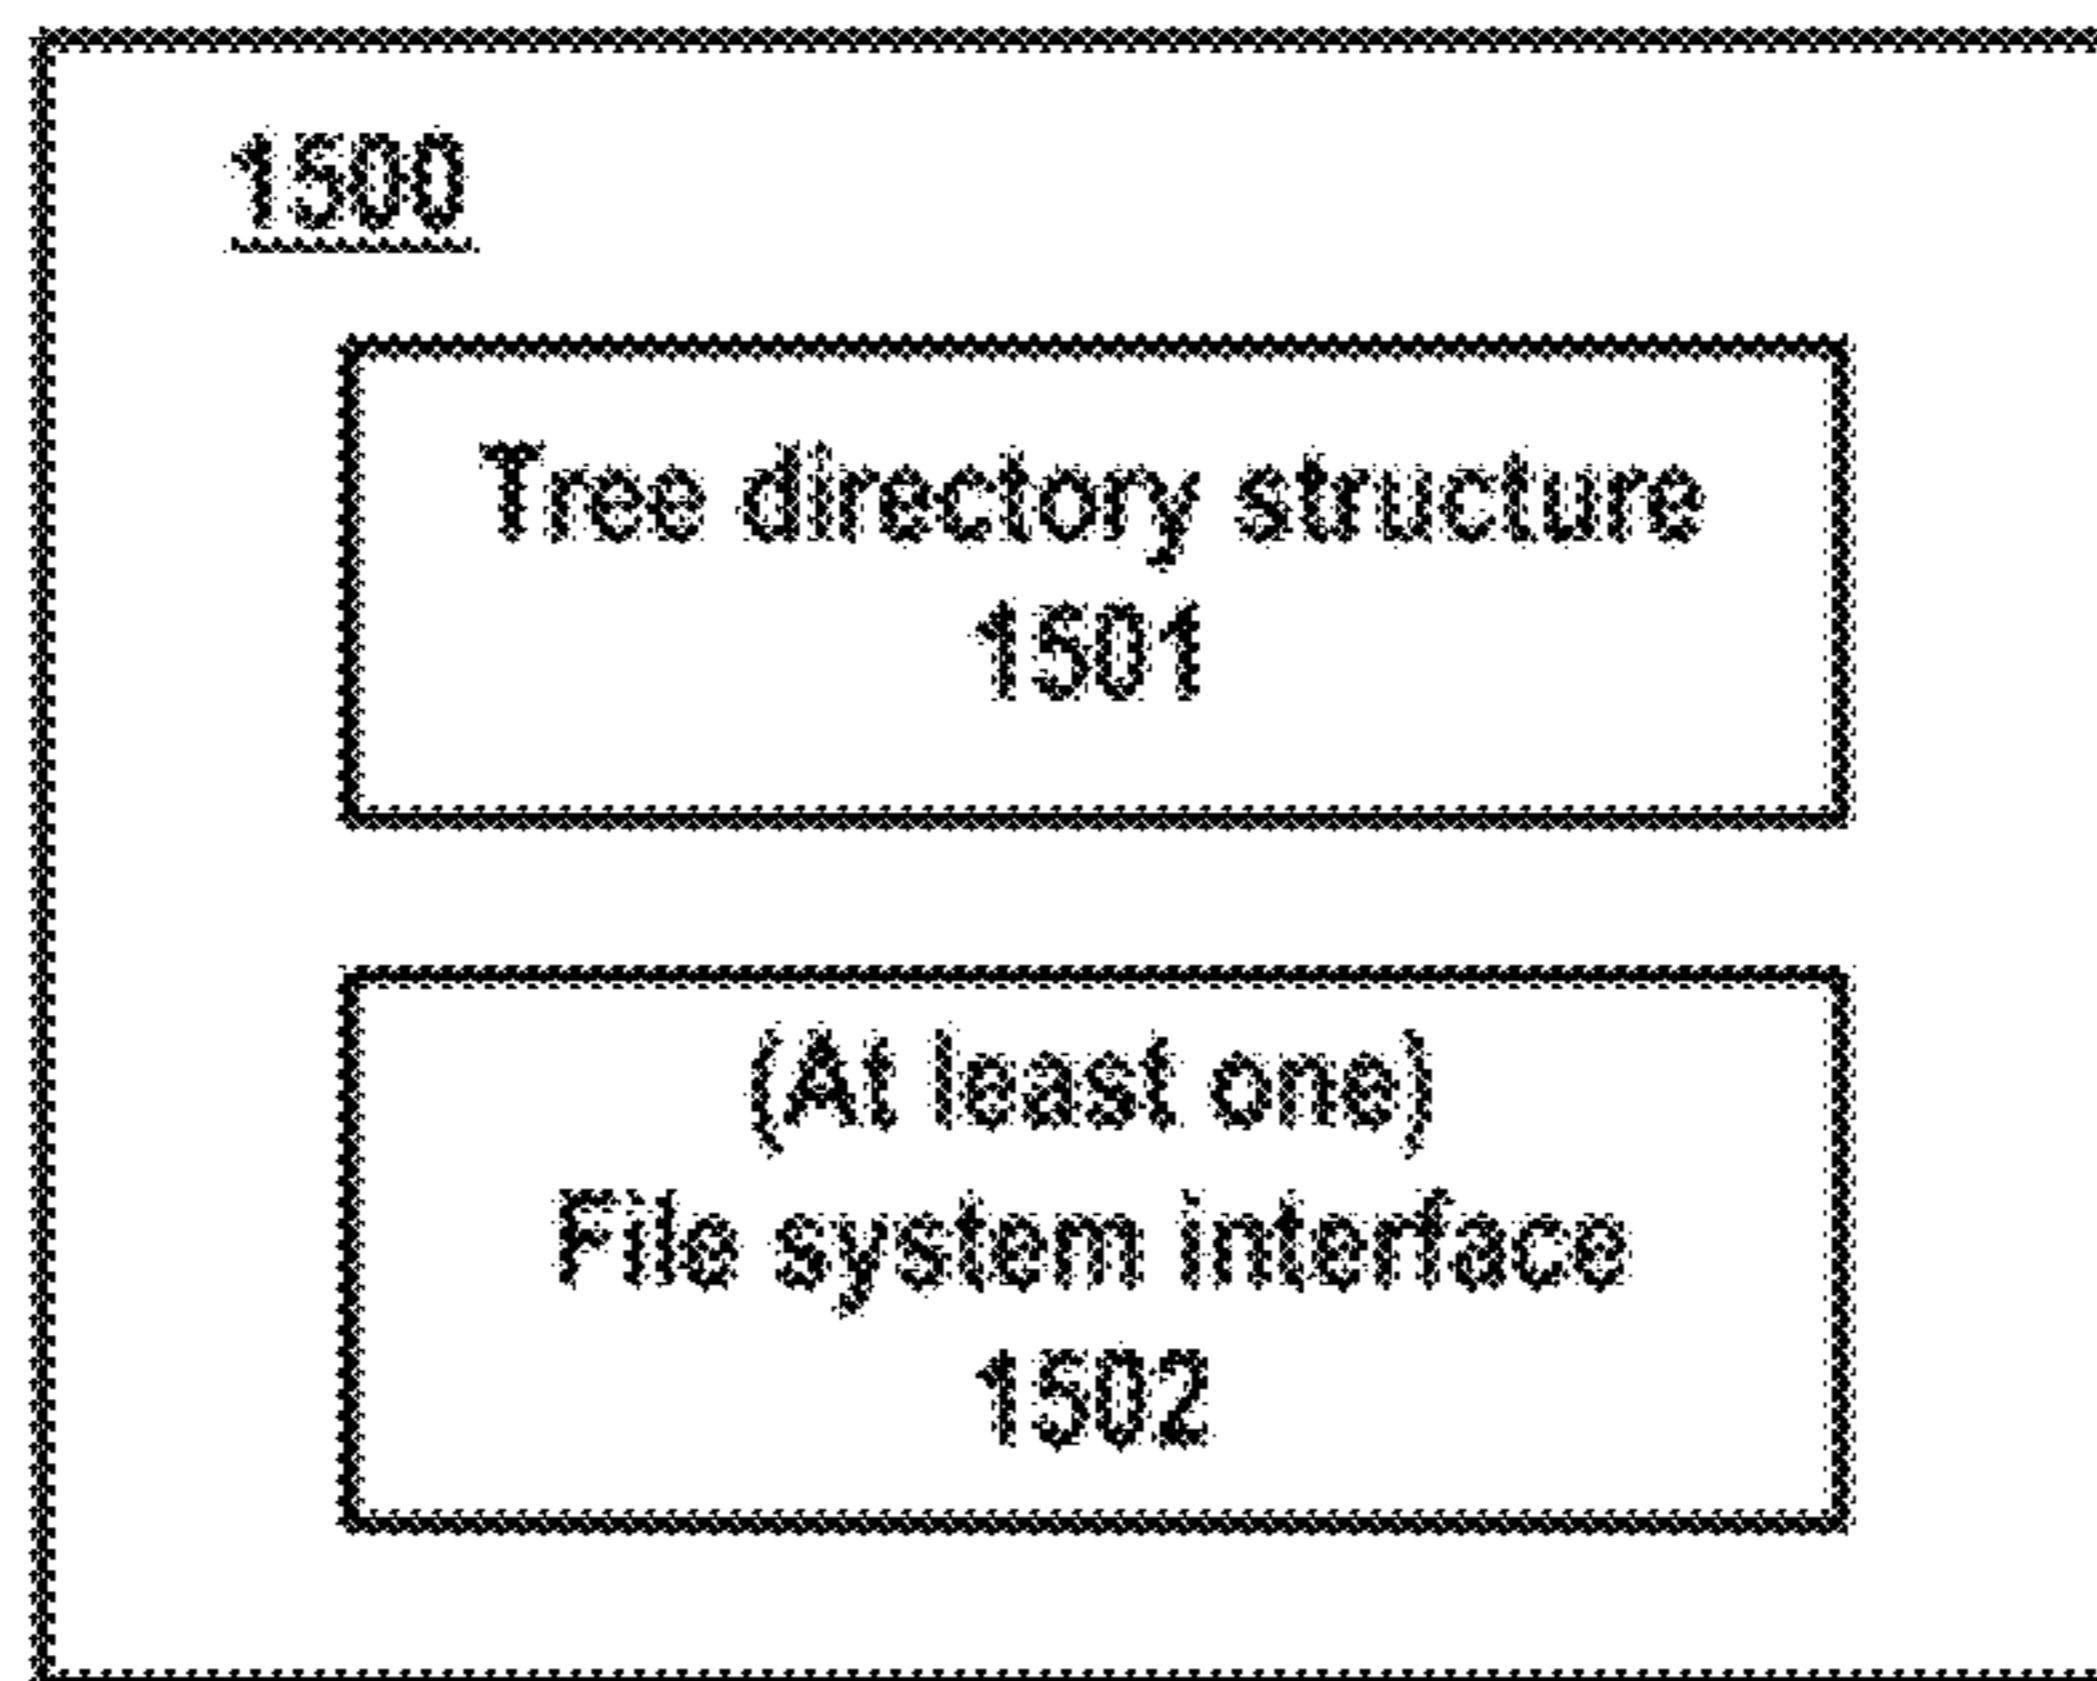 1500
Tree directory structure
1501
(At least one)
File system interface
1502